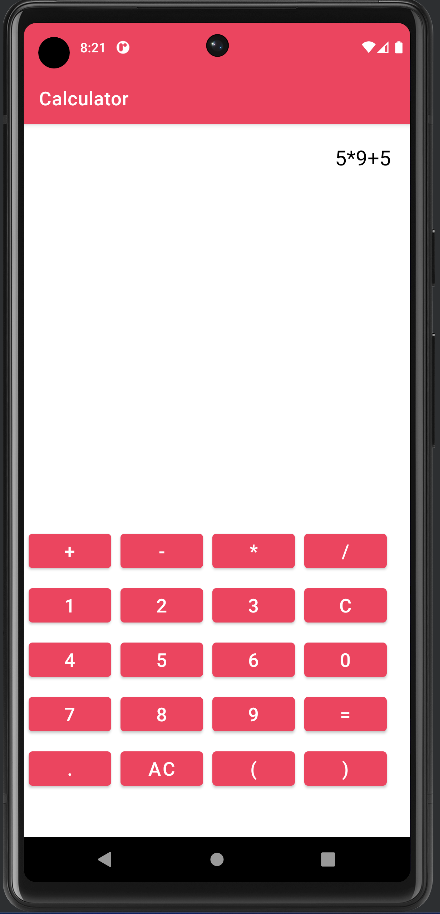 8:21
Calculator
5*9+5
+ - * /
1 2 3 C
4 5 6 0
7 8 9 =
. AC ( )